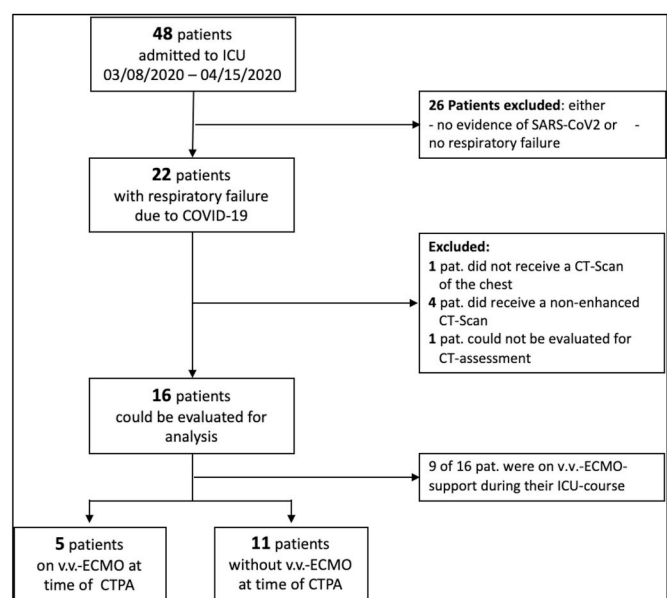 48 patients
admitted to ICU
03/08/2020 – 04/15/2020
26 Patients excluded: either
- no evidence of SARS-CoV2 or -
no respiratory failure
22 patients
with respiratory failure
due to COVID-19
Excluded:
1 pat. did not receive a CT-Scan
of the chest
4 pat. did receive a non-enhanced
CT-Scan
1 pat. could not be evaluated for
CT-assessment
16 patients
could be evaluated for
analysis
9 of 16 pat. were on v.v.-ECMO-
support during their ICU-course
5 patients
on v.v.-ECMO at
time of CTPA
11 patients
without v.v.-ECMO
at time of CTPA